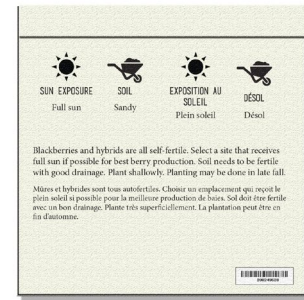 SUN EXPOSURE
Full sun
SOIL
Sandy
EXPOSITION AU
SOLEIL
Plein soleil
DÉSOL
Désol
Blackberries and hybrids are all self-fertile. Select a site that receives
full sun if possible for best berry production. Soil needs to be fertile
with good drainage. Plant shallowly. Planting may be done in late fall.
Mûres et hybrides sont tous autofertiles. Choisir un emplacement qui reçoit le
plein soleil si possible pour la meilleure production de baies. Sol doit être fertile
avec un bon drainage. Plante très superficiellement. La plantation peut être en
fin d'automne.